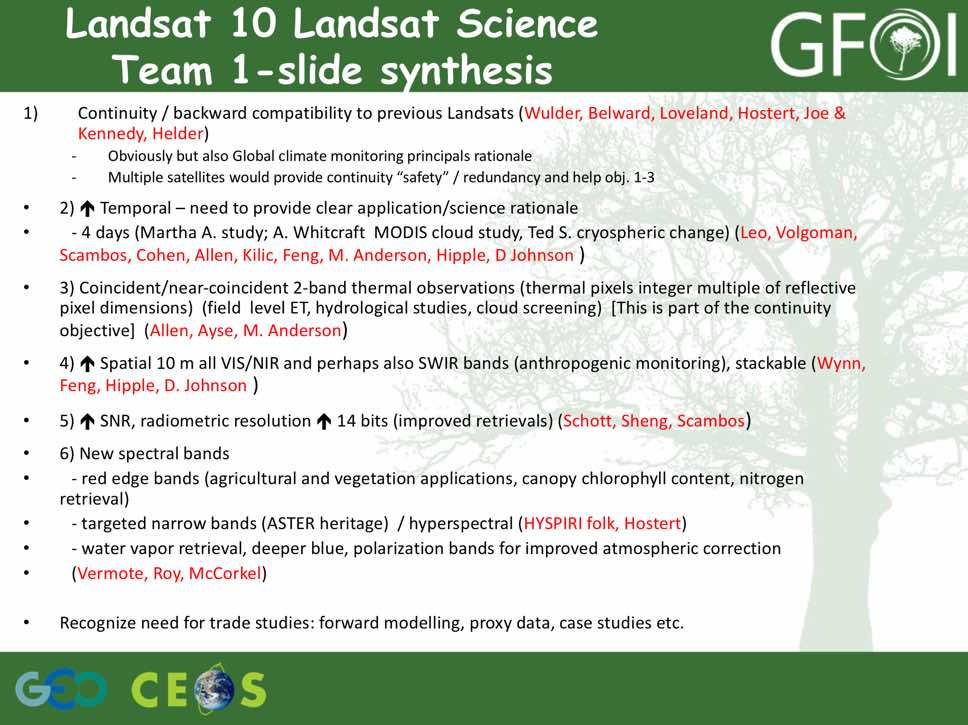 Landsat 10 Landsat Science
Team 1-slide synthesis
GFOI
1) Continuity / backward compatibility to previous Landsats (Wulder, Belward, Loveland, Hostert, Joe &
Kennedy, Helder)
- Obviously but also Global climate monitoring principals rationale
- Multiple satellites would provide continuity “safety” / redundancy and help obj. 1-3
• 2) 🡹 Temporal – need to provide clear application/science rationale
• - 4 days (Martha A. study; A. Whitcraft MODIS cloud study, Ted S. cryospheric change) (Leo, Volgoman,
Scambos, Cohen, Allen, Kilic, Feng, M. Anderson, Hipple, D Johnson )
• 3) Coincident/near-coincident 2-band thermal observations (thermal pixels integer multiple of reflective
pixel dimensions) (field level ET, hydrological studies, cloud screening) [This is part of the continuity
objective] (Allen, Ayse, M. Anderson)
• 4) 🡹 Spatial 10 m all VIS/NIR and perhaps also SWIR bands (anthropogenic monitoring), stackable (Wynn,
Feng, Hipple, D. Johnson )
• 5) 🡹 SNR, radiometric resolution 🡹 14 bits (improved retrievals) (Schott, Sheng, Scambos)
• 6) New spectral bands
• - red edge bands (agricultural and vegetation applications, canopy chlorophyll content, nitrogen
retrieval)
• - targeted narrow bands (ASTER heritage) / hyperspectral (HYSPIRI folk, Hostert)
• - water vapor retrieval, deeper blue, polarization bands for improved atmospheric correction
• (Vermote, Roy, McCorkel)
• Recognize need for trade studies: forward modelling, proxy data, case studies etc.
GEO CEOS